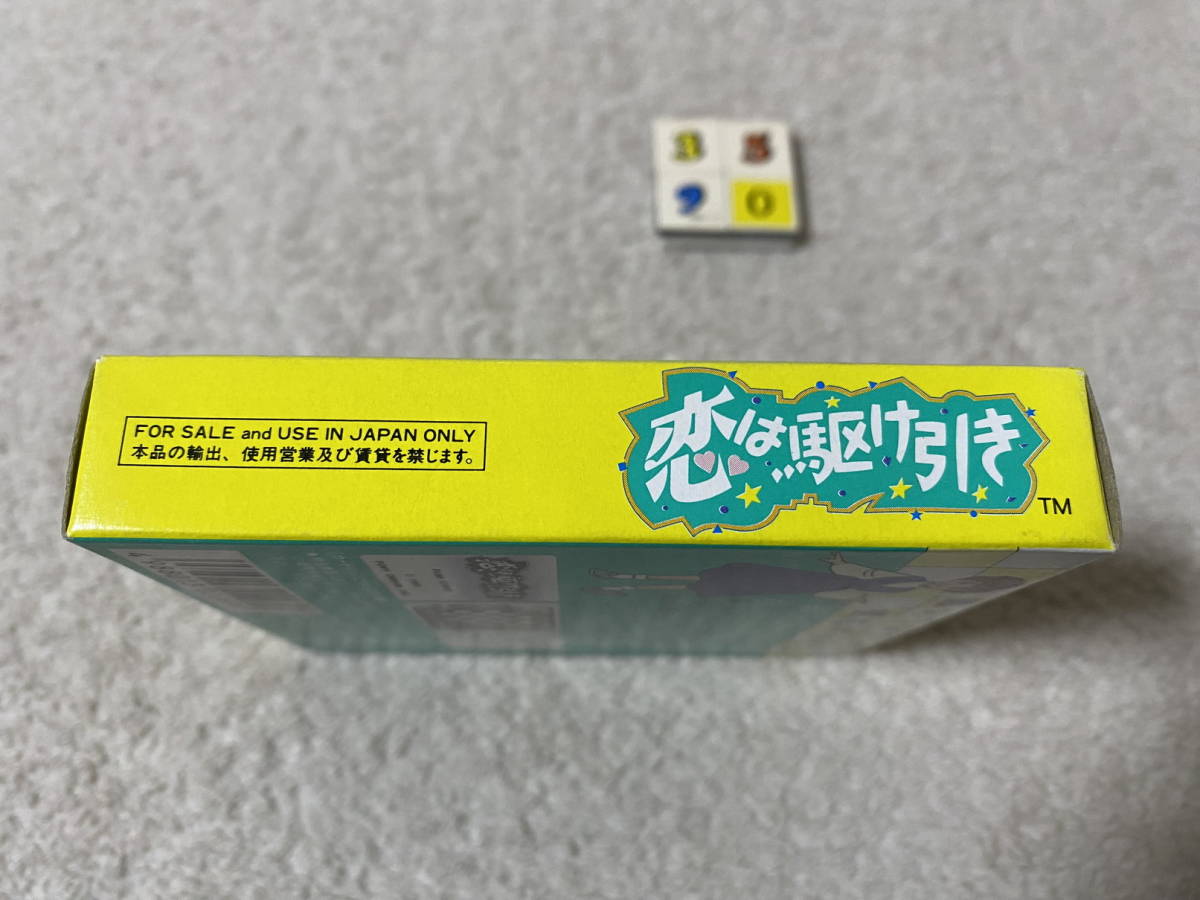 3 5
9 0
FOR SALE and USE IN JAPAN ONLY
本品の輸出、使用営業及び賃貸を禁じます。
恋は駆け引き
TM